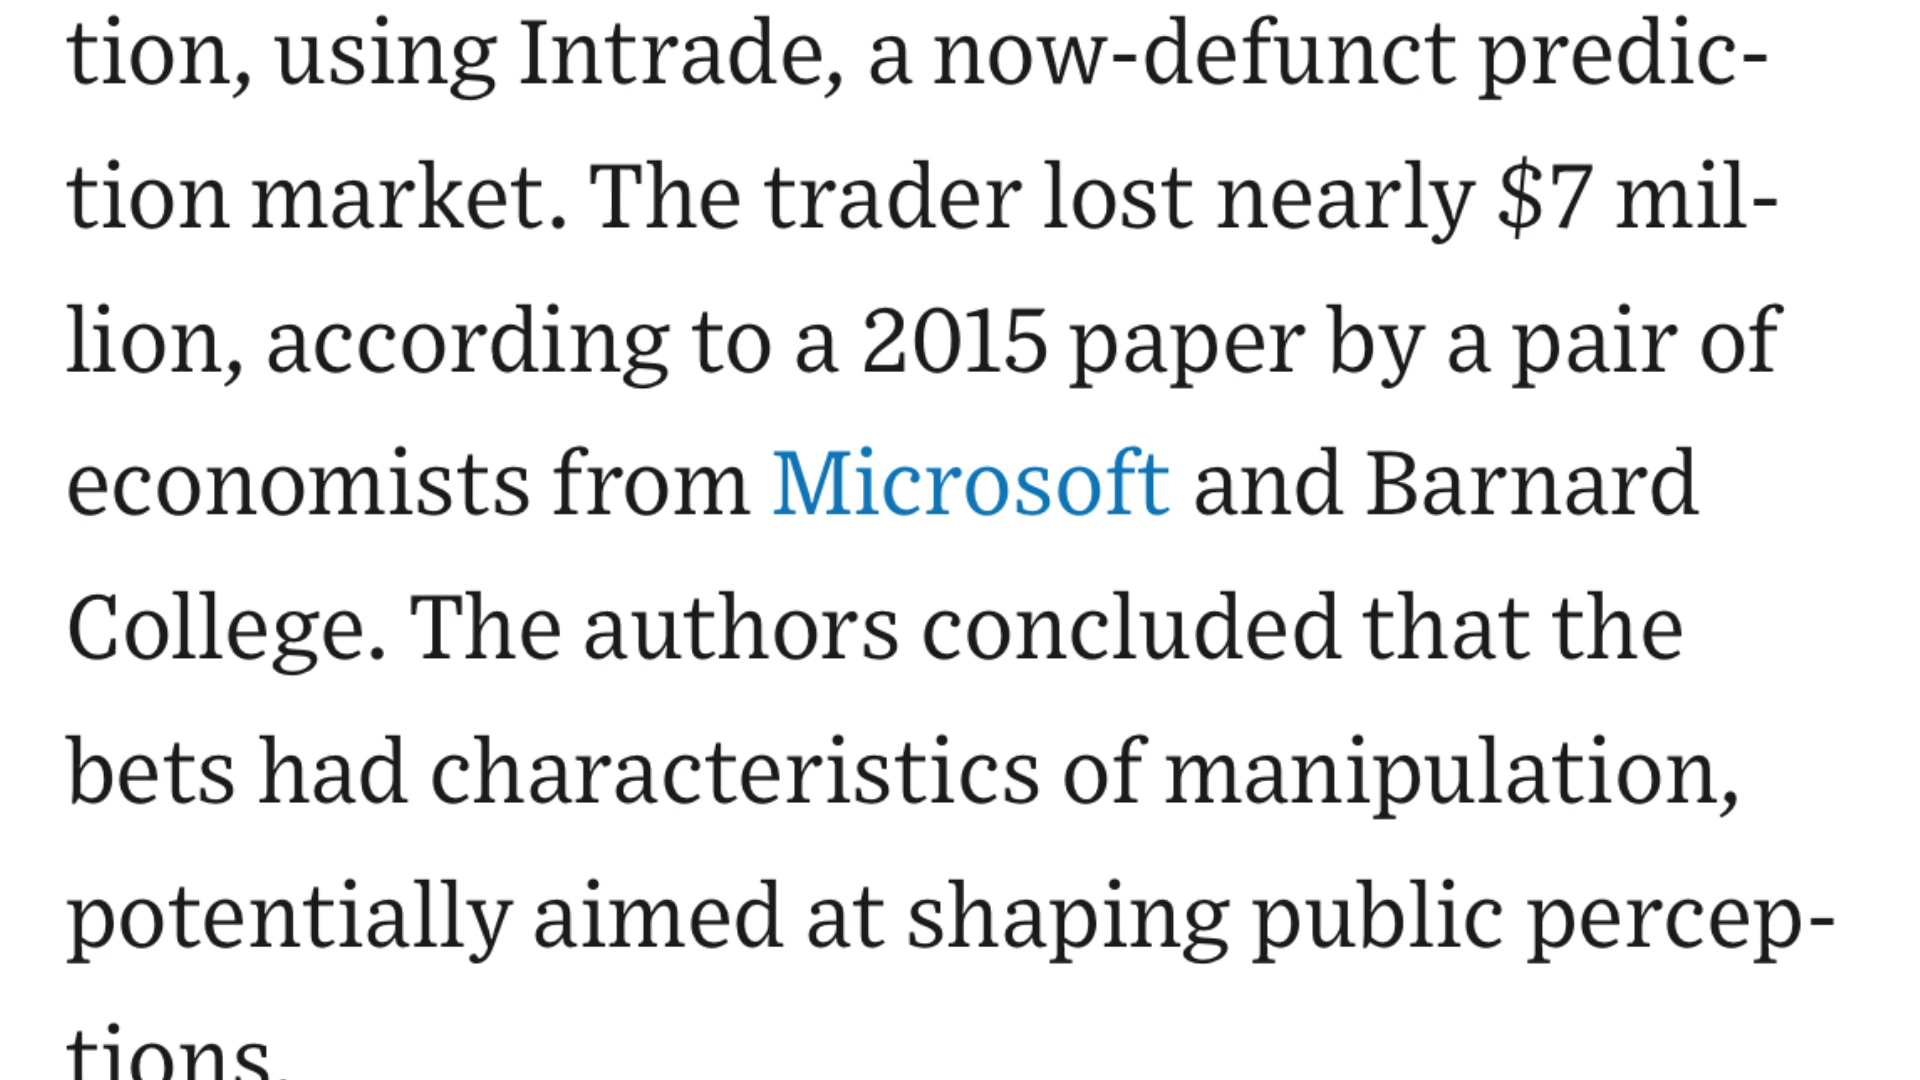 tion, using Intrade, a now-defunct predic-
tion market. The trader lost nearly $7 mil-
lion, according to a 2015 paper by a pair of
economists from Microsoft and Barnard
College. The authors concluded that the
bets had characteristics of manipulation,
potentially aimed at shaping public percep-
tions.